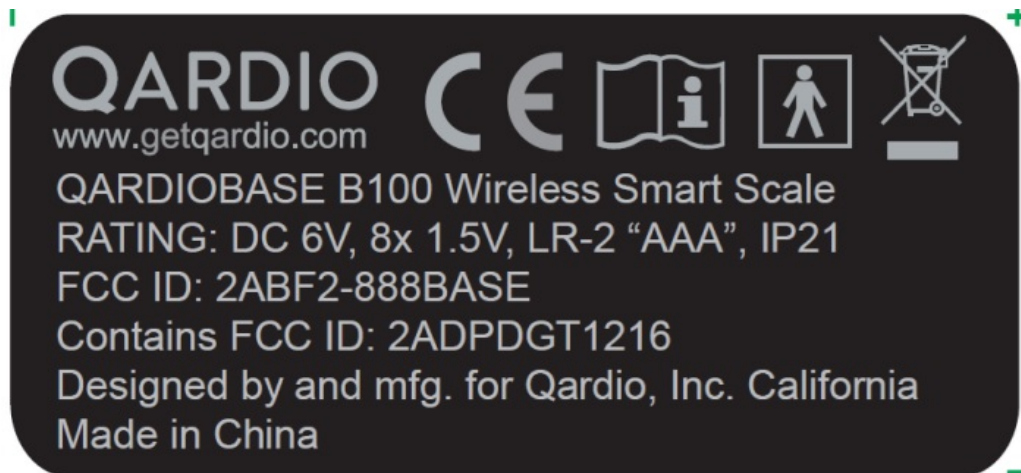 QARDIO
www.getqardio.com
CE
i
QARDIOBASE B100 Wireless Smart Scale
RATING: DC 6V, 8x 1.5V, LR-2 “AAA”, IP21
FCC ID: 2ABF2-888BASE
Contains FCC ID: 2ADPDGT1216
Designed by and mfg. for Qardio, Inc. California
Made in China